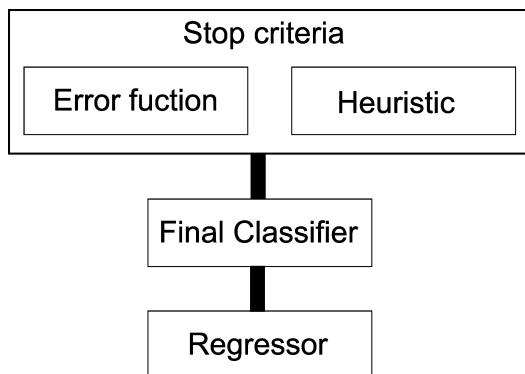 Stop criteria
Error fuction
Heuristic
Final Classifier
Regressor